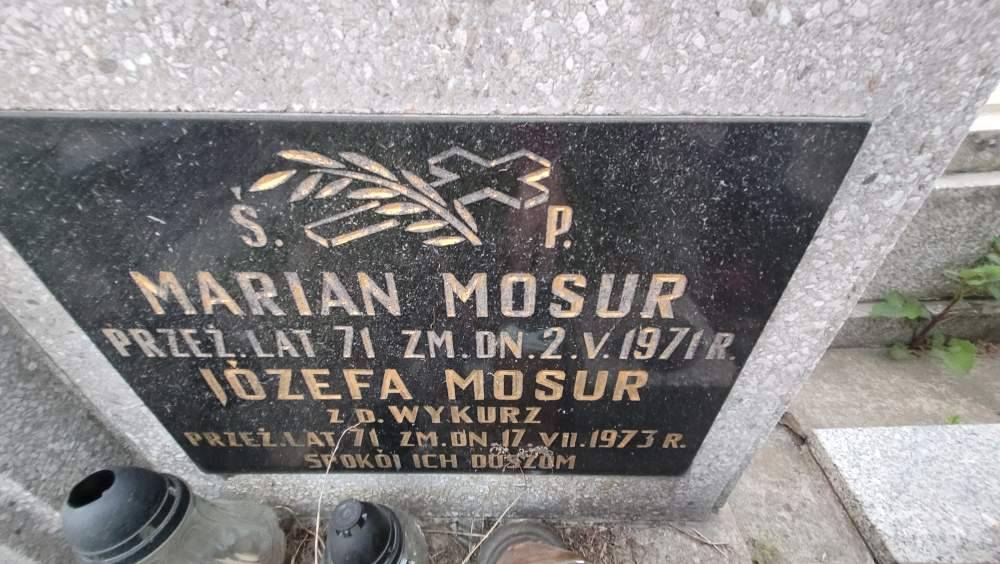 Ś. P.
MARIAN MOSUR
PRZEŻ. LAT 71 ZM. DN. 2. V. 1971 R.
JÓZEFA MOSUR
Z D. WYKURZ
PRZEŻ. LAT 71 ZM. DN. 17. VII. 1973 R.
SPOKÓJ ICH DUSZOM